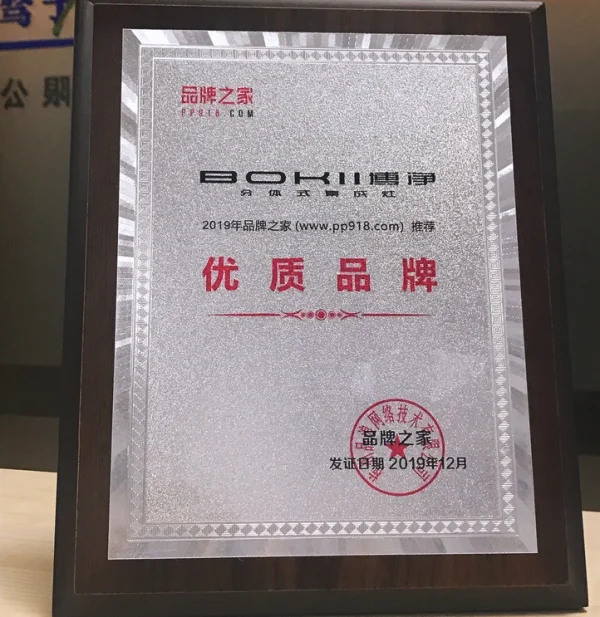 品牌之家
PP918.COM
BOKII博净
分体式集成灶
2019年品牌之家(www.pp918.com) 推荐
优质品牌
品牌之家
发证日期 2019年12月